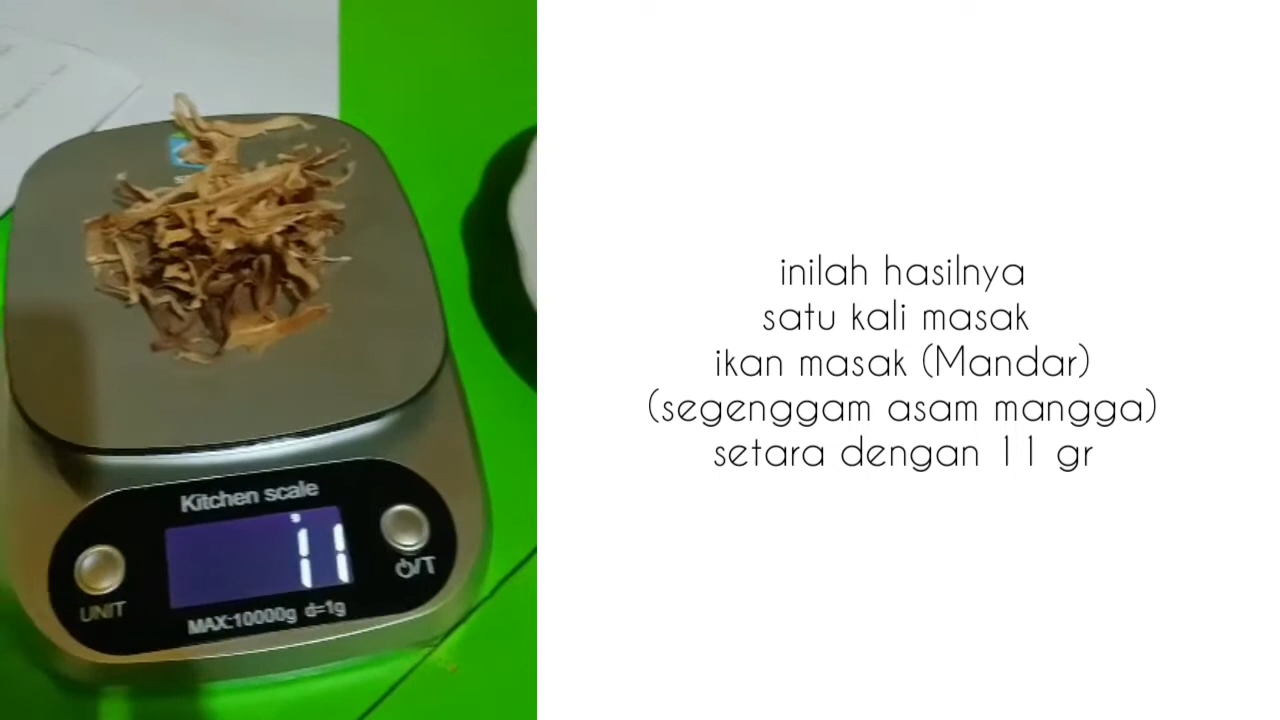 Kitchen scale
11
UNIT
⏻/T
MAX:10000g d=1g
inilah hasilnya
satu kali masak
ikan masak (Mandar)
(segenggam asam mangga)
setara dengan 11 gr